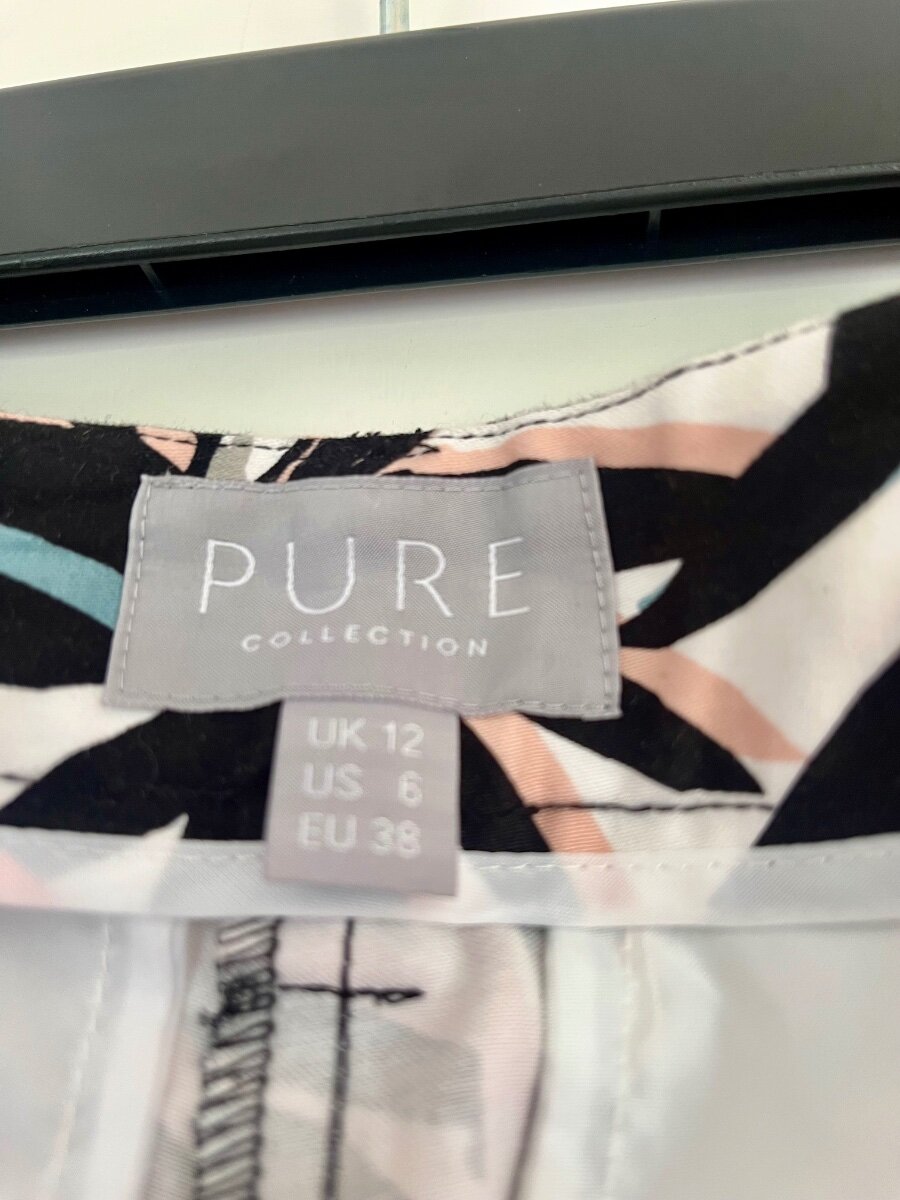 PURE
COLLECTION
UK 12
US 6
EU 38